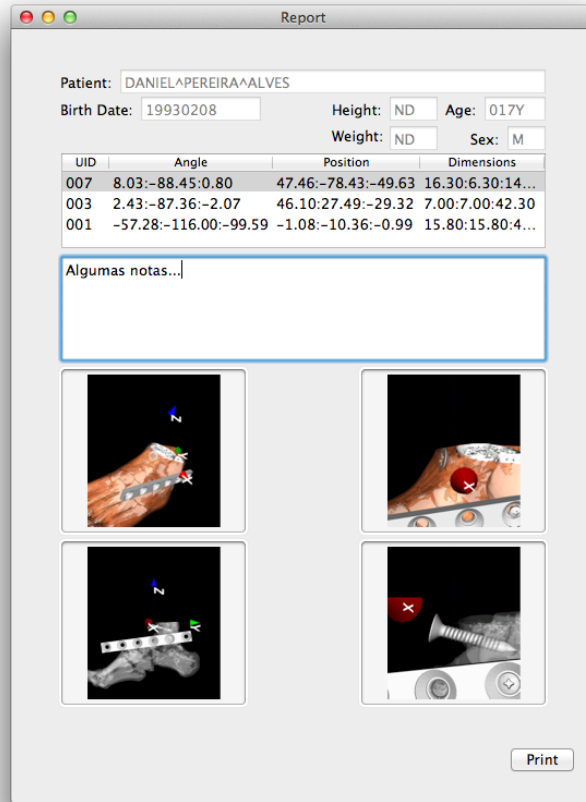 Report
Patient: DANIEL^PEREIRA^ALVES
Birth Date: 19930208 Height: ND Age: 017Y
Weight: ND Sex: M
UID Angle Position Dimensions
007 8.03:-88.45:0.80 47.46:-78.43:-49.63 16.30:6.30:14...
003 2.43:-87.36:-2.07 46.10:27.49:-29.32 7.00:7.00:42.30
001 -57.28:-116.00:-99.59 -1.08:-10.36:-0.99 15.80:15.80:4...
Algumas notas...
Z
Y
X
X
Z
X
Y
X
Print